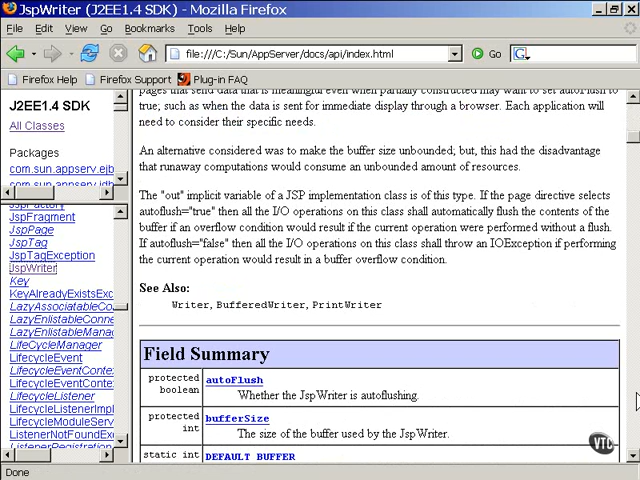 JspWriter (J2EE1.4 SDK) - Mozilla Firefox
File Edit View Go Bookmarks Tools Help
file:///C:/Sun/AppServer/docs/api/index.html
Go
G
Firefox Help Firefox Support Plug-in FAQ
J2EE1.4 SDK
All Classes
Packages
com.sun.appserv.ejb
JspFragment
JspPage
JspTag
JspTagException
JspWriter
Key
KeyAlreadyExistsExc
LazyAssociatableCo
LazyEnlistableConne
LazyEnlistableManag
LifeCycleManager
LifecycleEvent
LifecycleEventConte
LifecycleEventConte
LifecycleListener
LifecycleListenerImpl
LifecycleModuleServ
ListenerNotFoundEx
ListenerRegistration
true; such as when the data is sent for immediate display through a browser. Each application will
need to consider their specific needs.
An alternative considered was to make the buffer size unbounded; but, this had the disadvantage
that runaway computations would consume an unbounded amount of resources.
The "out" implicit variable of a JSP implementation class is of this type. If the page directive selects
autoflush="true" then all the I/O operations on this class shall automatically flush the contents of the
buffer if an overflow condition would result if the current operation were performed without a flush.
If autoflush="false" then all the I/O operations on this class shall throw an IOException if performing
the current operation would result in a buffer overflow condition.
See Also:
Writer, BufferedWriter, PrintWriter
Field Summary
protected boolean autoFlush
Whether the JspWriter is autoflushing.
protected int bufferSize
The size of the buffer used by the JspWriter.
static int DEFAULT_BUFFER
VTC
Done